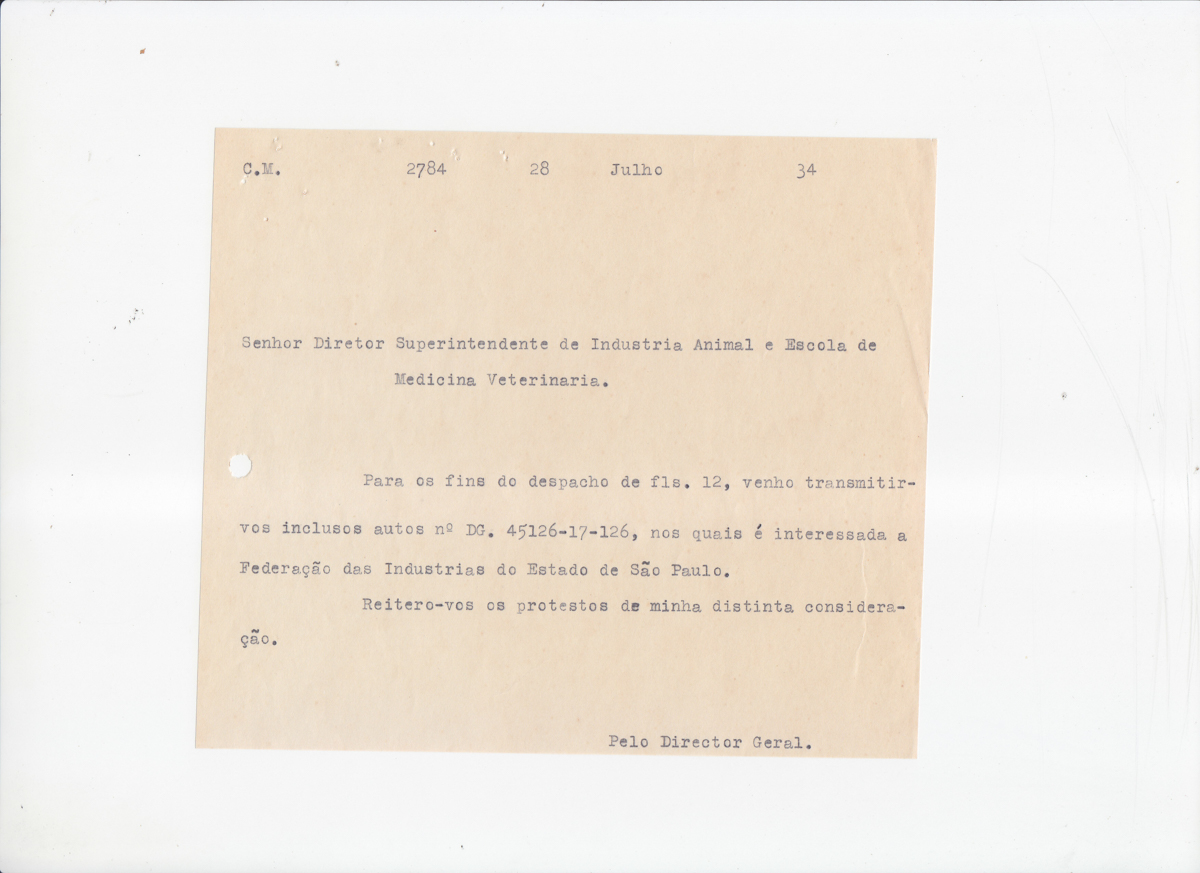 C.M. 2784 28 Julho 34
Senhor Diretor Superintendente de Industria Animal e Escola de
Medicina Veterinaria.
Para os fins do despacho de fls. 12, venho transmitir-
vos inclusos autos nº DG. 45126-17-126, nos quais é interessada a
Federação das Industrias do Estado de São Paulo.
Reitero-vos os protestos de minha distinta considera-
ção.
Pelo Director Geral.